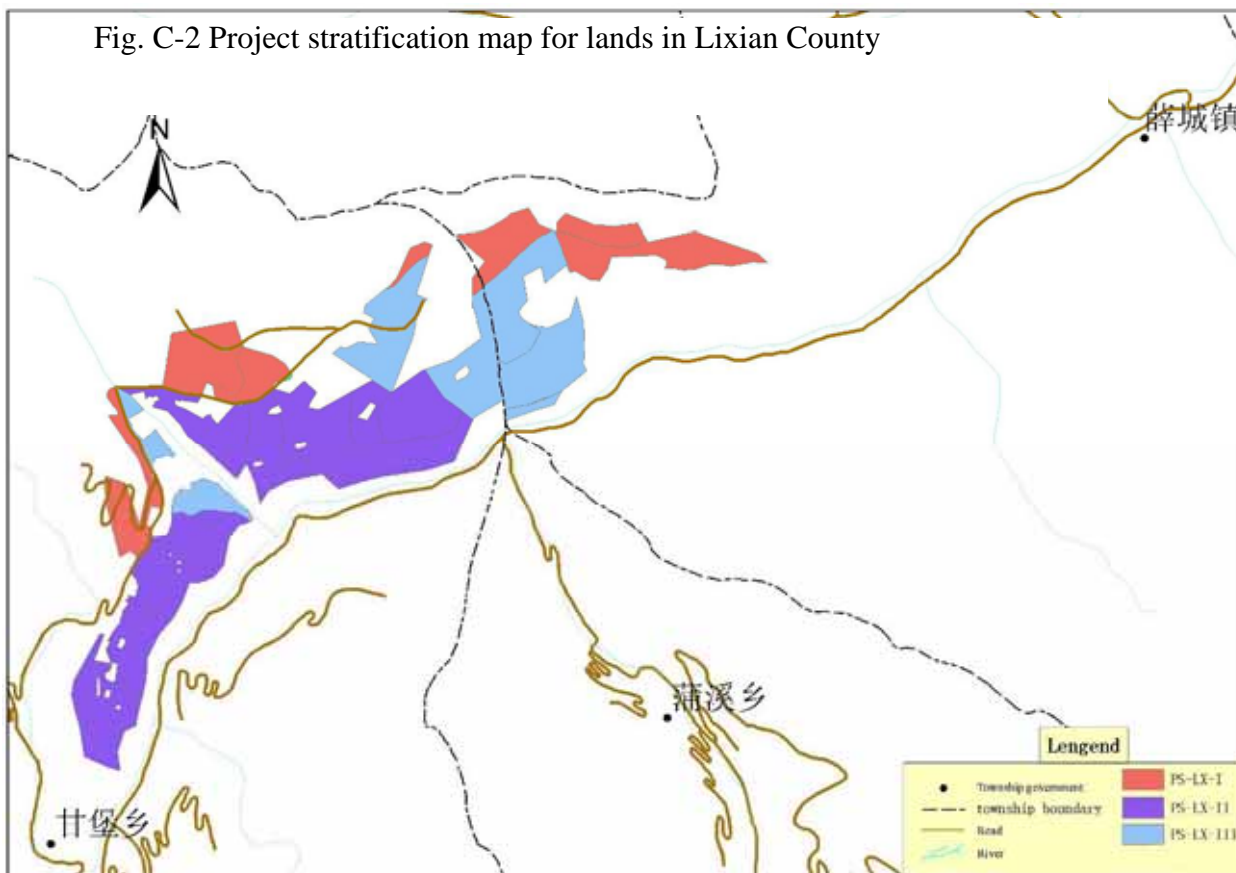 Fig. C-2 Project stratification map for lands in Lixian County
N
薛城镇
蒲溪乡
甘堡乡
Lengend
Township government
township boundary
Road
River
PS-LX-I
PS-LX-II
PS-LX-III